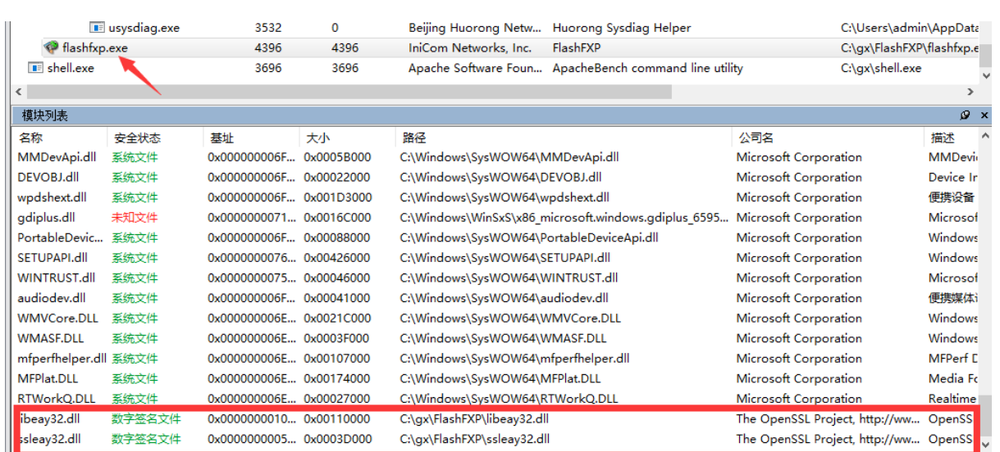 usysdiag.exe 3532 0 Beijing Huorong Netw... Huorong Sysdiag Helper C:\Users\admin\AppData
flashfxp.exe 4396 4396 IniCom Networks, Inc. FlashFXP C:\gx\FlashFXP\flashfxp.e
shell.exe 3696 3696 Apache Software Foun... ApacheBench command line utility C:\gx\shell.exe
模块列表
名称 安全状态 基址 大小 路径 公司名 描述
MMDevApi.dll 系统文件 0x000000006F... 0x0005B000 C:\Windows\SysWOW64\MMDevApi.dll Microsoft Corporation MMDevi
DEVOBJ.dll 系统文件 0x000000006F... 0x00022000 C:\Windows\SysWOW64\DEVOBJ.dll Microsoft Corporation Device Ir
wpdshext.dll 系统文件 0x000000006F... 0x001D3000 C:\Windows\SysWOW64\wpdshext.dll Microsoft Corporation 便携设备
gdiplus.dll 未知文件 0x0000000071... 0x0016C000 C:\Windows\WinSxS\x86_microsoft.windows.gdiplus_6595... Microsoft Corporation Microsof
PortableDevic... 系统文件 0x000000006F... 0x00088000 C:\Windows\SysWOW64\PortableDeviceApi.dll Microsoft Corporation Windows
SETUPAPI.dll 系统文件 0x0000000076... 0x00426000 C:\Windows\SysWOW64\SETUPAPI.dll Microsoft Corporation Windows
WINTRUST.dll 系统文件 0x0000000075... 0x00046000 C:\Windows\SysWOW64\WINTRUST.dll Microsoft Corporation Microsof
audiodev.dll 系统文件 0x000000006F... 0x00041000 C:\Windows\SysWOW64\audiodev.dll Microsoft Corporation 便携媒体
WMVCore.DLL 系统文件 0x000000006E... 0x0021C000 C:\Windows\SysWOW64\WMVCore.DLL Microsoft Corporation Windows
WMASF.DLL 系统文件 0x000000006E... 0x0003F000 C:\Windows\SysWOW64\WMASF.DLL Microsoft Corporation Windows
mfperfhelper.dll 系统文件 0x000000006E... 0x00107000 C:\Windows\SysWOW64\mfperfhelper.dll Microsoft Corporation MFPerf D
MFPlat.DLL 系统文件 0x000000006E... 0x00174000 C:\Windows\SysWOW64\MFPlat.DLL Microsoft Corporation Media Fo
RTWorkQ.DLL 系统文件 0x000000006E... 0x00027000 C:\Windows\SysWOW64\RTWorkQ.DLL Microsoft Corporation Realtime
libeay32.dll 数字签名文件 0x0000000010... 0x00110000 C:\gx\FlashFXP\libeay32.dll The OpenSSL Project, http://ww... OpenSS
ssleay32.dll 数字签名文件 0x0000000005... 0x0003D000 C:\gx\FlashFXP\ssleay32.dll The OpenSSL Project, http://ww... OpenSS